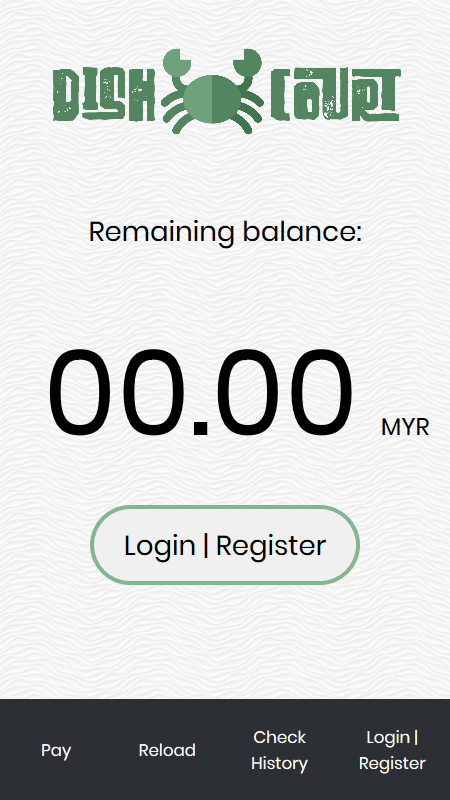 DISH COURT
Remaining balance:
00.00 MYR
Login | Register
Pay
Reload
Check
History
Login |
Register